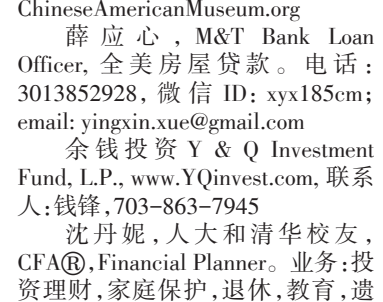 ChineseAmericanMuseum.org
薛应心，M&T Bank Loan
Officer, 全美房屋贷款。电话：
3013852928，微信 ID：xyx185cm；
email: yingxin.xue@gmail.com
余钱投资 Y & Q Investment
Fund, L.P., www.YQinvest.com, 联系
人:钱锋,703-863-7945
沈丹妮，人大和清华校友，
CFA®,Financial Planner。业务:投
资理财,家庭保护,退休,教育,遗